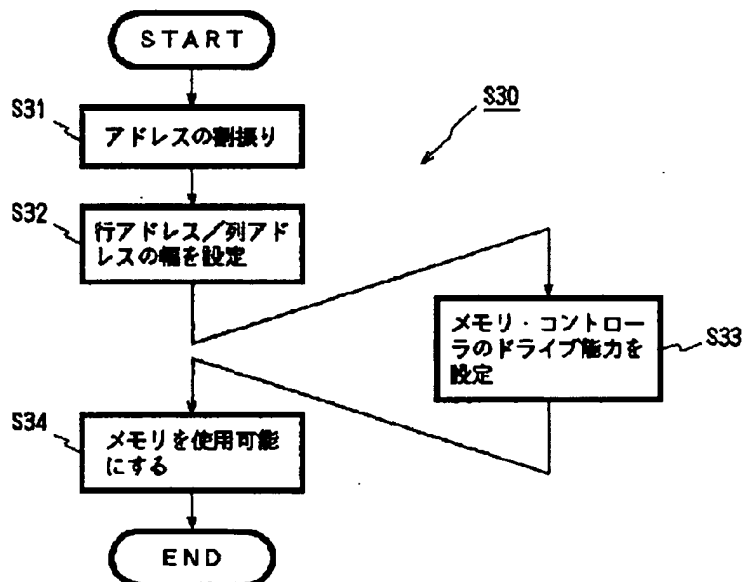 START
S30
S31
アドレスの割振り
S32
行アドレス／列アド
レスの幅を設定
メモリ・コントロー
ラのドライブ能力を
設定
S33
S34
メモリを使用可能
にする
END